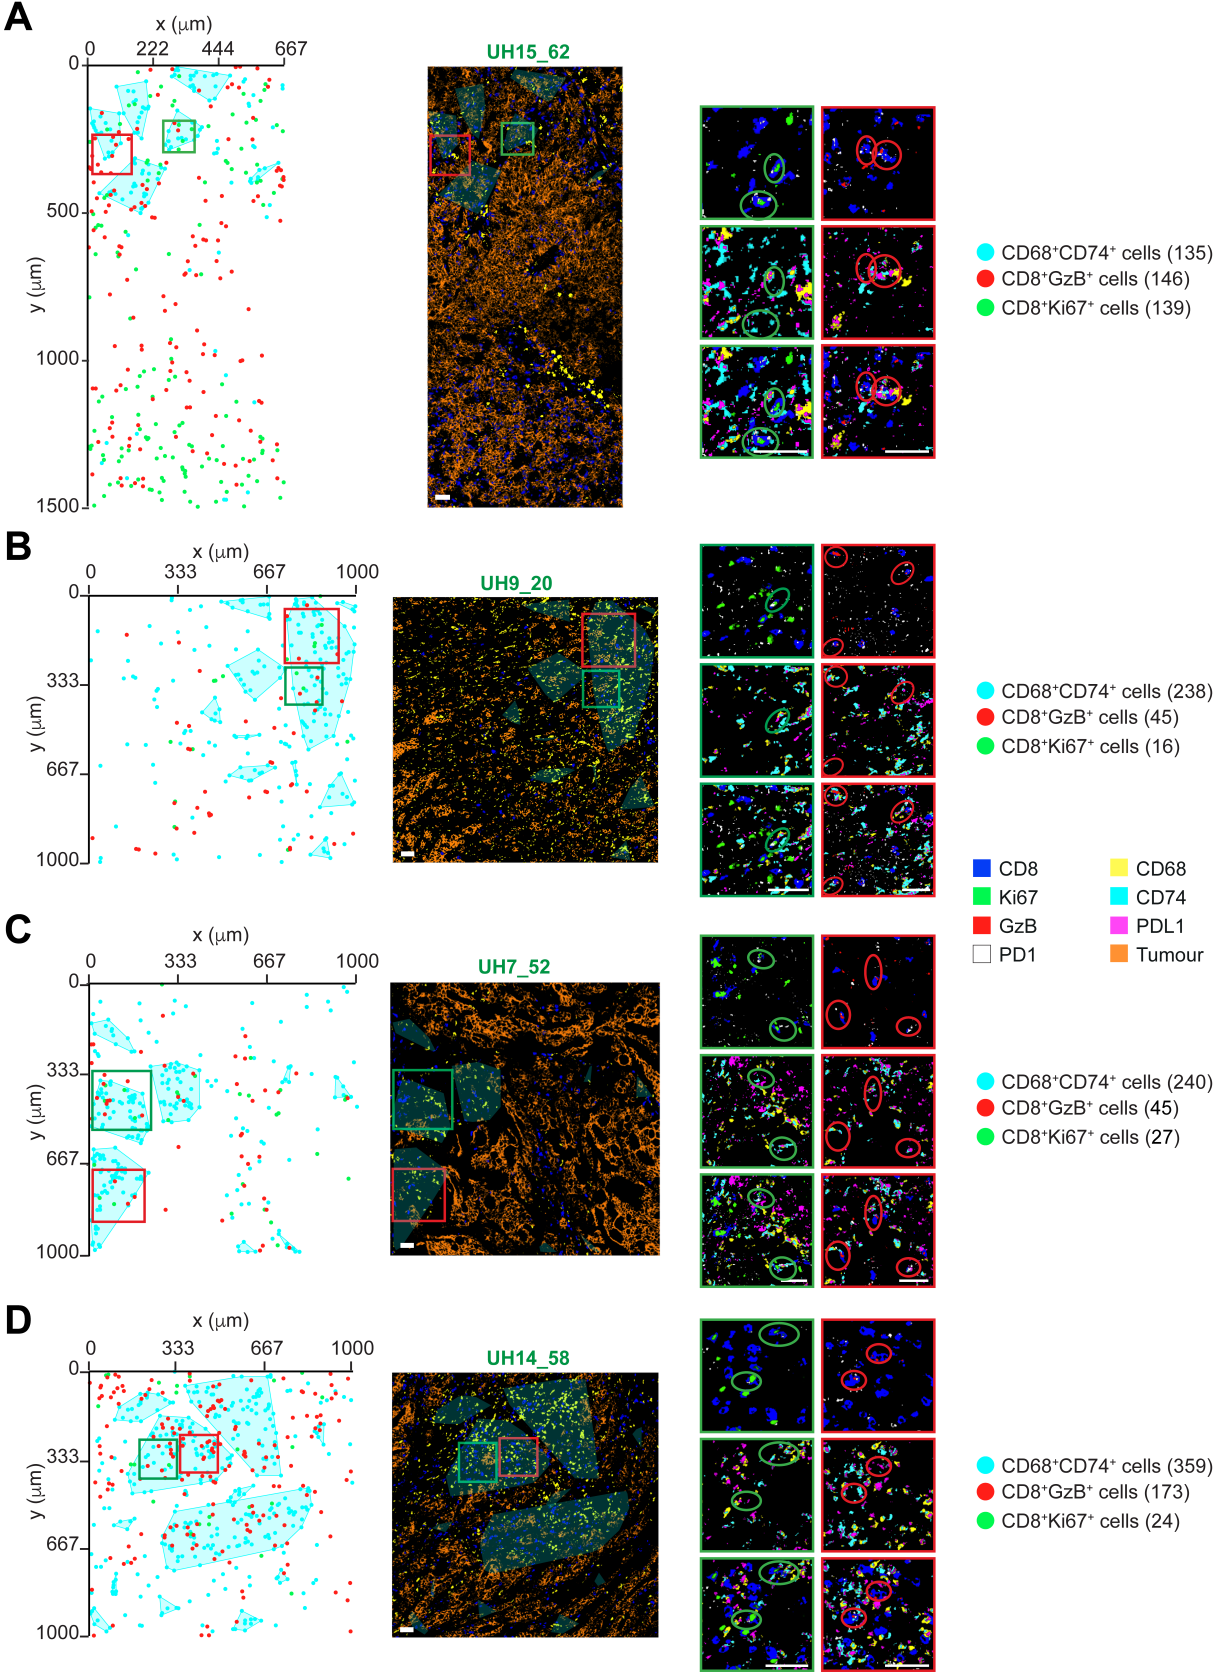 A
x (µm)
0 222 444 667
UH15_62
0
500
1000
1500
y (µm)
CD68+CD74+ cells (135)
CD8+GzB+ cells (146)
CD8+Ki67+ cells (139)
B
x (µm)
0 333 667 1000
UH9_20
0
333
667
1000
y (µm)
CD68+CD74+ cells (238)
CD8+GzB+ cells (45)
CD8+Ki67+ cells (16)
CD8 CD68
Ki67 CD74
GzB PDL1
PD1 Tumour
C
x (µm)
0 333 667 1000
UH7_52
0
333
667
1000
y (µm)
CD68+CD74+ cells (240)
CD8+GzB+ cells (45)
CD8+Ki67+ cells (27)
D
x (µm)
0 333 667 1000
UH14_58
0
333
667
1000
y (µm)
CD68+CD74+ cells (359)
CD8+GzB+ cells (173)
CD8+Ki67+ cells (24)